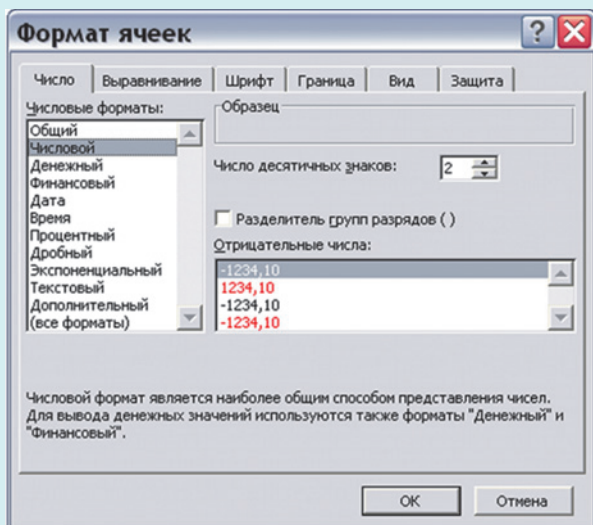 Формат ячеек
Число Выравнивание Шрифт Граница Вид Защита
Числовые форматы:
Общий
Числовой
Денежный
Финансовый
Дата
Время
Процентный
Дробный
Экспоненциальный
Текстовый
Дополнительный
(все форматы)
Образец
Число десятичных знаков: 2
Разделитель групп разрядов ( )
Отрицательные числа:
-1234,10
1234,10
-1234,10
-1234,10
Числовой формат является наиболее общим способом представления чисел.
Для вывода денежных значений используются также форматы "Денежный" и
"Финансовый".
ОК Отмена